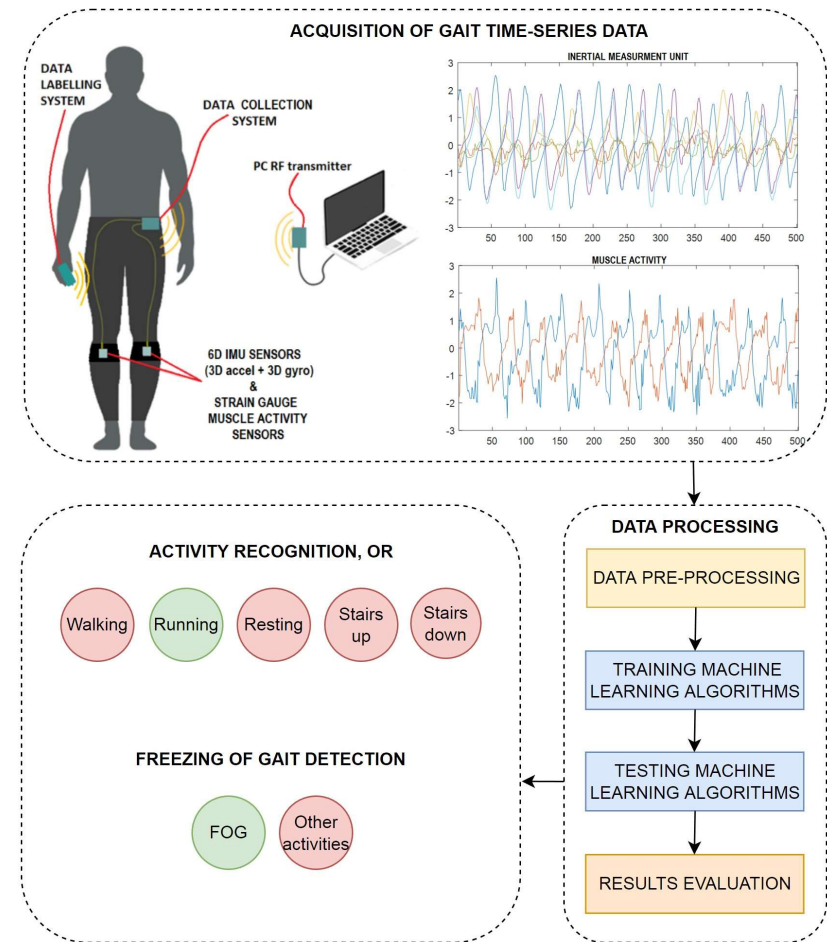 ACQUISITION OF GAIT TIME-SERIES DATA
DATA
LABELLING
SYSTEM
DATA COLLECTION
SYSTEM
PC RF transmitter
6D IMU SENSORS
(3D accel + 3D gyro)
&
STRAIN GAUGE
MUSCLE ACTIVITY
SENSORS
INERTIAL MEASURMENT UNIT
3
2
1
0
-1
-2
-3
50 100 150 200 250 300 350 400 450 500
MUSCLE ACTIVITY
3
2
1
0
-1
-2
-3
50 100 150 200 250 300 350 400 450 500
ACTIVITY RECOGNITION, OR
Walking
Running
Resting
Stairs
up
Stairs
down
FREEZING OF GAIT DETECTION
FOG
Other
activities
DATA PROCESSING
DATA PRE-PROCESSING
TRAINING MACHINE
LEARNING ALGORITHMS
TESTING MACHINE
LEARNING ALGORITHMS
RESULTS EVALUATION